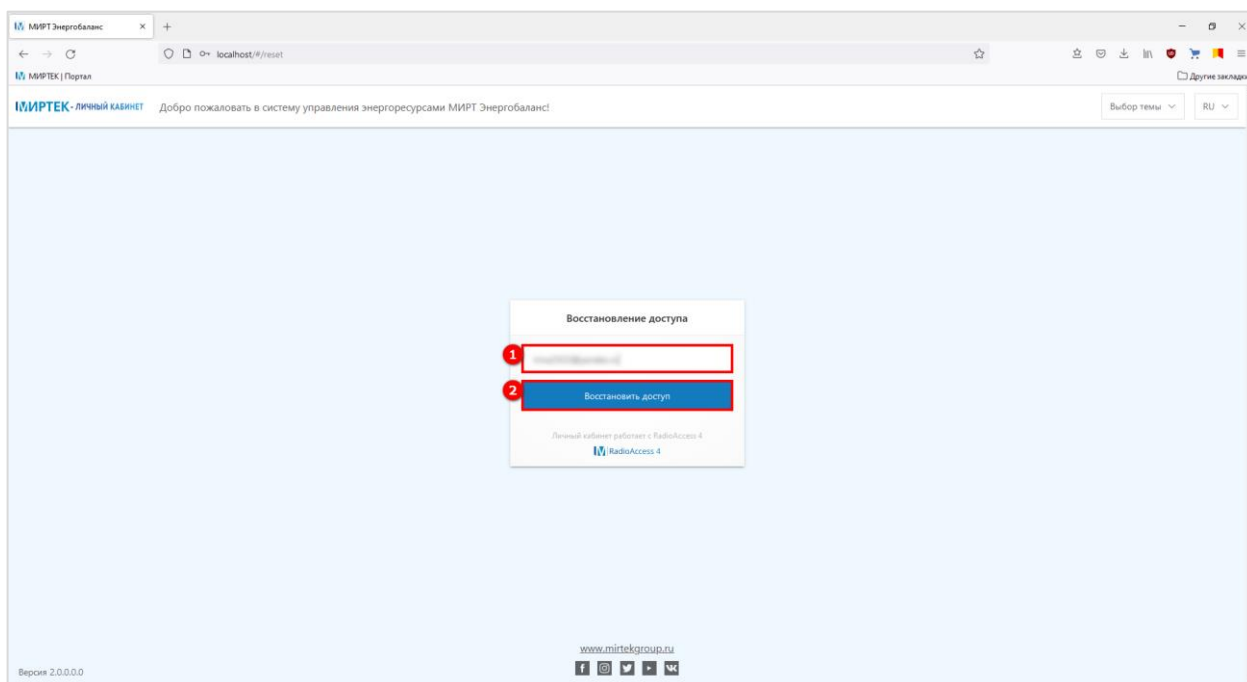 МИРТ Энергобаланс
localhost/#/reset
МИРТЕК | Портал
Другие закладки
МИРТЕК - ЛИЧНЫЙ КАБИНЕТ
Добро пожаловать в систему управления энергоресурсами МИРТ Энергобаланс!
Выбор темы
RU
Восстановление доступа
1
2
Восстановить доступ
Личный кабинет работает с RadioAccess 4
RadioAccess 4
www.mirtekgroup.ru
Версия 2.0.0.0.0